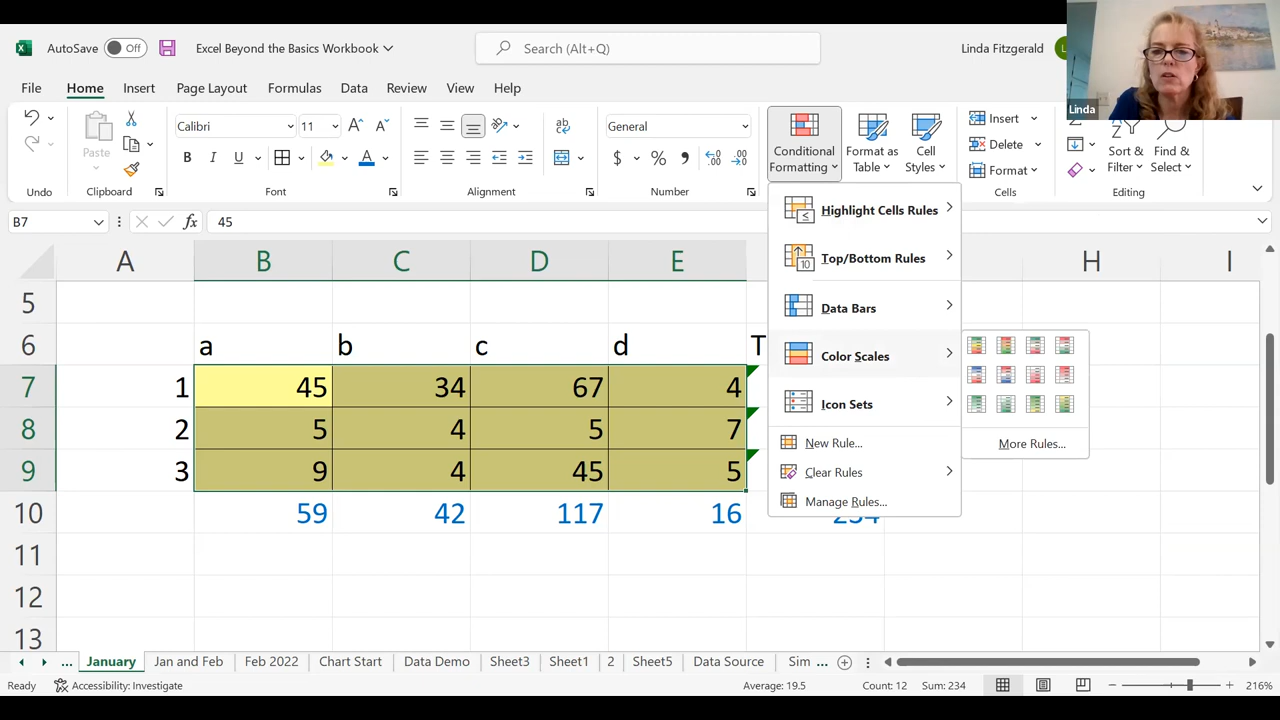 AutoSave Off Excel Beyond the Basics Workbook Search (Alt+Q) Linda Fitzgerald
File Home Insert Page Layout Formulas Data Review View Help
Linda
Paste Calibri 11 General Conditional Formatting Format as Table Cell Styles Insert Delete Format Sort & Filter Find & Select
B I U A ab $ % ,
Undo Clipboard Font Alignment Number Cells Editing
B7 fx 45
Highlight Cells Rules
Top/Bottom Rules
Data Bars
Color Scales
Icon Sets
New Rule...
Clear Rules
Manage Rules...
More Rules...
A B C D E H I
5
6 a b c d T
7 1 45 34 67 4
8 2 5 4 5 7
9 3 9 4 45 5
10 59 42 117 16 234
11
12
13
... January Jan and Feb Feb 2022 Chart Start Data Demo Sheet3 Sheet1 2 Sheet5 Data Source Sim ...
Ready Accessibility: Investigate Average: 19.5 Count: 12 Sum: 234 216%